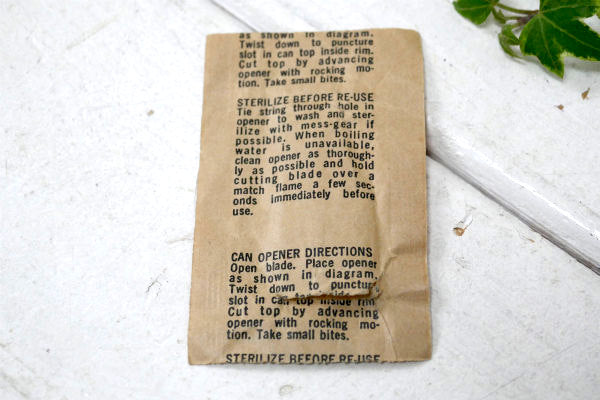 as shown in diagram.
Twist down to puncture
slot in can top inside rim.
Cut top by advancing
opener with rocking mo-
tion. Take small bites.
STERILIZE BEFORE RE-USE
Tie string through hole in
opener to wash and ster-
ilize with mess-gear if
possible. When boiling
water is unavailable,
clean opener as thorough-
ly as possible and hold
cutting blade over a
match flame a few sec-
onds immediately before
use.
CAN OPENER DIRECTIONS
Open blade. Place opener
as shown in diagram.
Twist down to puncture
slot in can top inside rim.
Cut top by advancing
opener with rocking mo-
tion. Take small bites.
STERILIZE BEFORE RE-USE